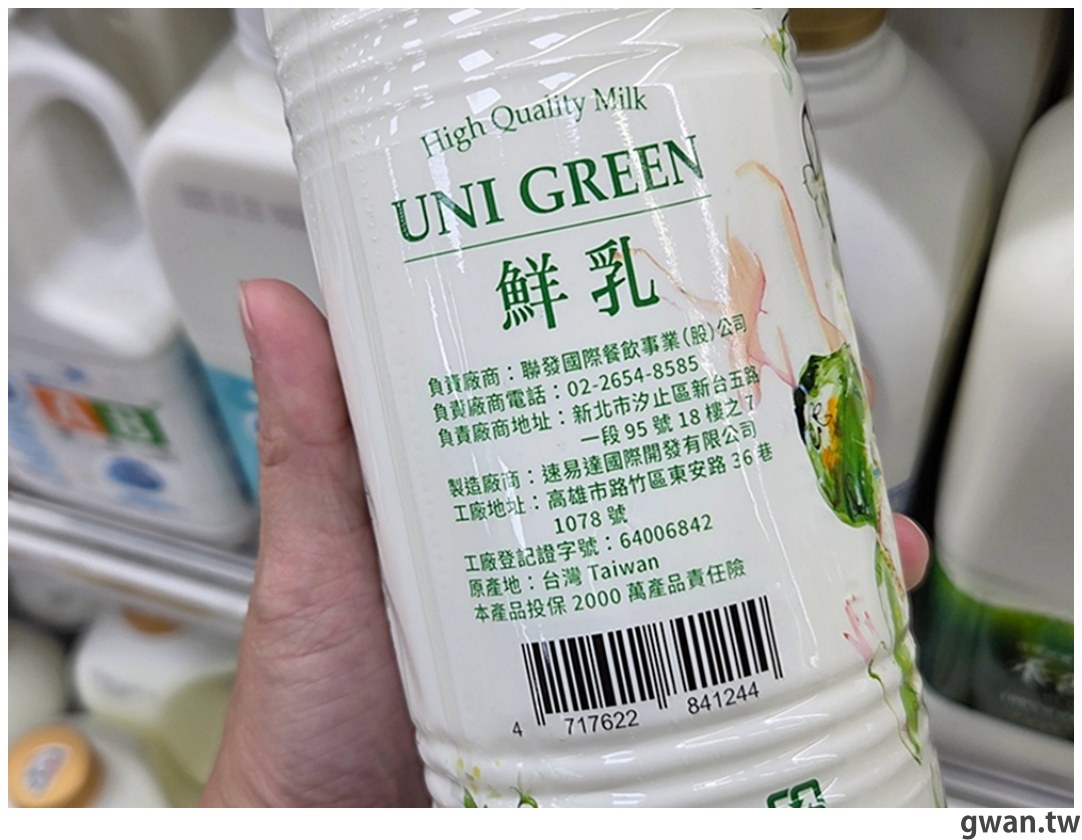 High Quality Milk
UNI GREEN
鮮乳
負責廠商：聯發國際餐飲事業(股)公司
負責廠商電話：02-2654-8585
負責廠商地址：新北市汐止區新台五路
一段 95 號 18 樓之 7
製造廠商：速易達國際開發有限公司
工廠地址：高雄市路竹區東安路 36 巷
1078 號
工廠登記證字號：64006842
原產地：台灣 Taiwan
本產品投保 2000 萬產品責任險
4 717622 841244
AB
gwan.tw